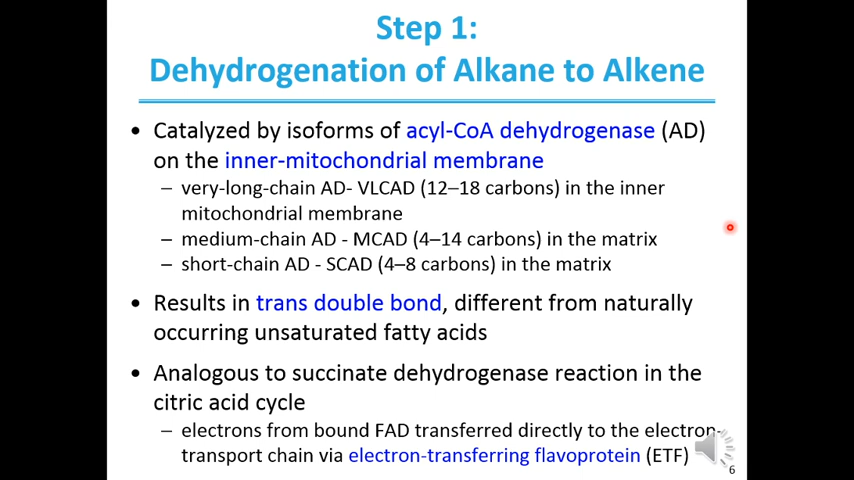 Step 1:
Dehydrogenation of Alkane to Alkene
• Catalyzed by isoforms of acyl-CoA dehydrogenase (AD)
on the inner-mitochondrial membrane
– very-long-chain AD- VLCAD (12–18 carbons) in the inner
mitochondrial membrane
– medium-chain AD - MCAD (4–14 carbons) in the matrix
– short-chain AD - SCAD (4–8 carbons) in the matrix
• Results in trans double bond, different from naturally
occurring unsaturated fatty acids
• Analogous to succinate dehydrogenase reaction in the
citric acid cycle
– electrons from bound FAD transferred directly to the electron-
transport chain via electron-transferring flavoprotein (ETF)
6